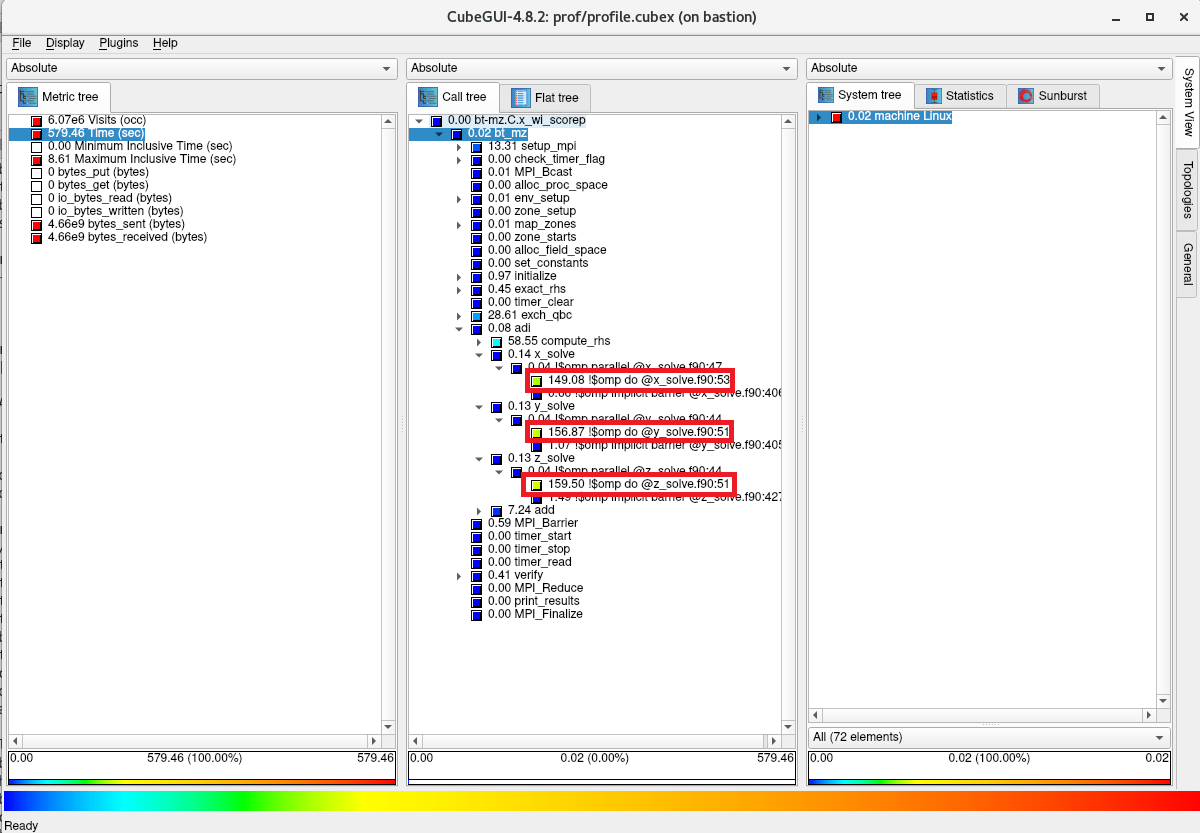 CubeGUI-4.8.2: prof/profile.cubex (on bastion)
File Display Plugins Help
Absolute
Metric tree
6.07e6 Visits (occ)
579.46 Time (sec)
0.00 Minimum Inclusive Time (sec)
8.61 Maximum Inclusive Time (sec)
0 bytes_put (bytes)
0 bytes_get (bytes)
0 io_bytes_read (bytes)
0 io_bytes_written (bytes)
4.66e9 bytes_sent (bytes)
4.66e9 bytes_received (bytes)
0.00 579.46 (100.00%) 579.46
Absolute
Call tree Flat tree
0.00 bt-mz.C.x_wi_scorep
0.02 bt_mz
13.31 setup_mpi
0.00 check_timer_flag
0.01 MPI_Bcast
0.00 alloc_proc_space
0.01 env_setup
0.00 zone_setup
0.01 map_zones
0.00 zone_starts
0.00 alloc_field_space
0.00 set_constants
0.97 initialize
0.45 exact_rhs
0.00 timer_clear
28.61 exch_qbc
0.08 adi
58.55 compute_rhs
0.14 x_solve
0.04 !$omp parallel @x_solve.f90:47
149.08 !$omp do @x_solve.f90:53
!$omp implicit barrier @x_solve.f90:406
0.13 y_solve
0.04 !$omp parallel @y_solve.f90:44
156.87 !$omp do @y_solve.f90:51
1.07 !$omp implicit barrier @y_solve.f90:405
0.13 z_solve
0.04 !$omp parallel @z_solve.f90:44
159.50 !$omp do @z_solve.f90:51
1.49 !$omp implicit barrier @z_solve.f90:427
7.24 add
0.59 MPI_Barrier
0.00 timer_start
0.00 timer_stop
0.00 timer_read
0.41 verify
0.00 MPI_Reduce
0.00 print_results
0.00 MPI_Finalize
0.00 0.02 (0.00%) 579.46
Absolute
System tree Statistics Sunburst
0.02 machine Linux
All (72 elements)
0.00 0.02 (100.00%) 0.02
System View
Topologies
General
Ready